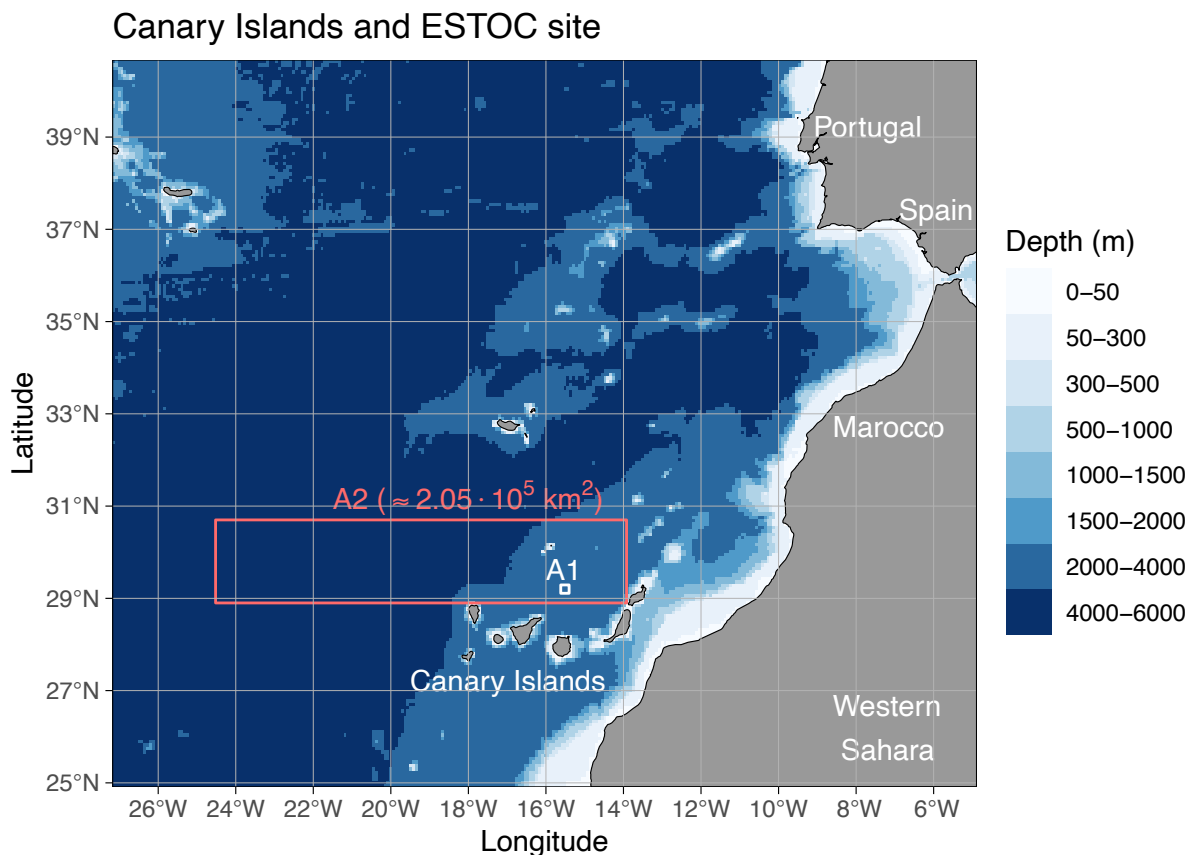 Canary Islands and ESTOC site
Portugal
Spain
Marocco
Western
Sahara
A2 (≈ 2.05 · 10⁵ km²)
A1
Canary Islands
39°N
37°N
35°N
33°N
31°N
29°N
27°N
25°N
Latitude
26°W
24°W
22°W
20°W
18°W
16°W
14°W
12°W
10°W
8°W
6°W
Longitude
Depth (m)
0−50
50−300
300−500
500−1000
1000−1500
1500−2000
2000−4000
4000−6000